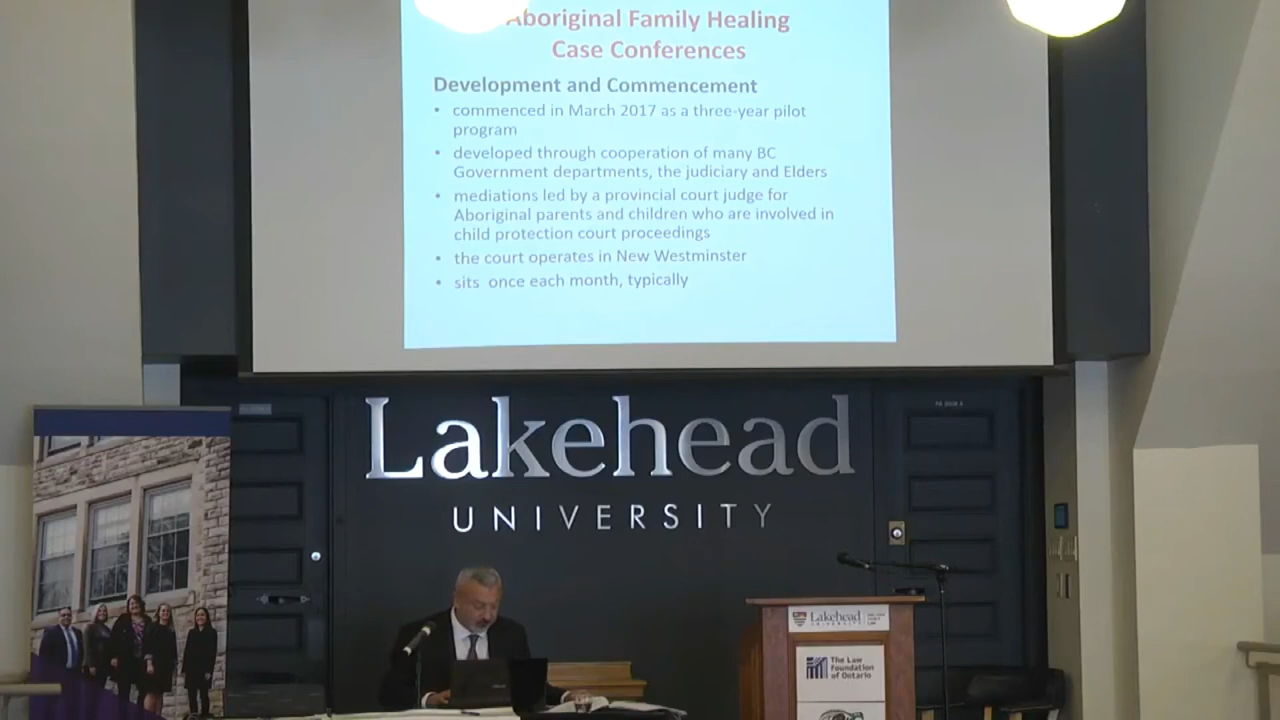 Aboriginal Family Healing
Case Conferences
Development and Commencement
• commenced in March 2017 as a three-year pilot
program
• developed through cooperation of many BC
Government departments, the judiciary and Elders
• mediations led by a provincial court judge for
Aboriginal parents and children who are involved in
child protection court proceedings
• the court operates in New Westminster
• sits once each month, typically
Lakehead
UNIVERSITY
Lakehead
UNIVERSITY
The Law
Foundation
of Ontario